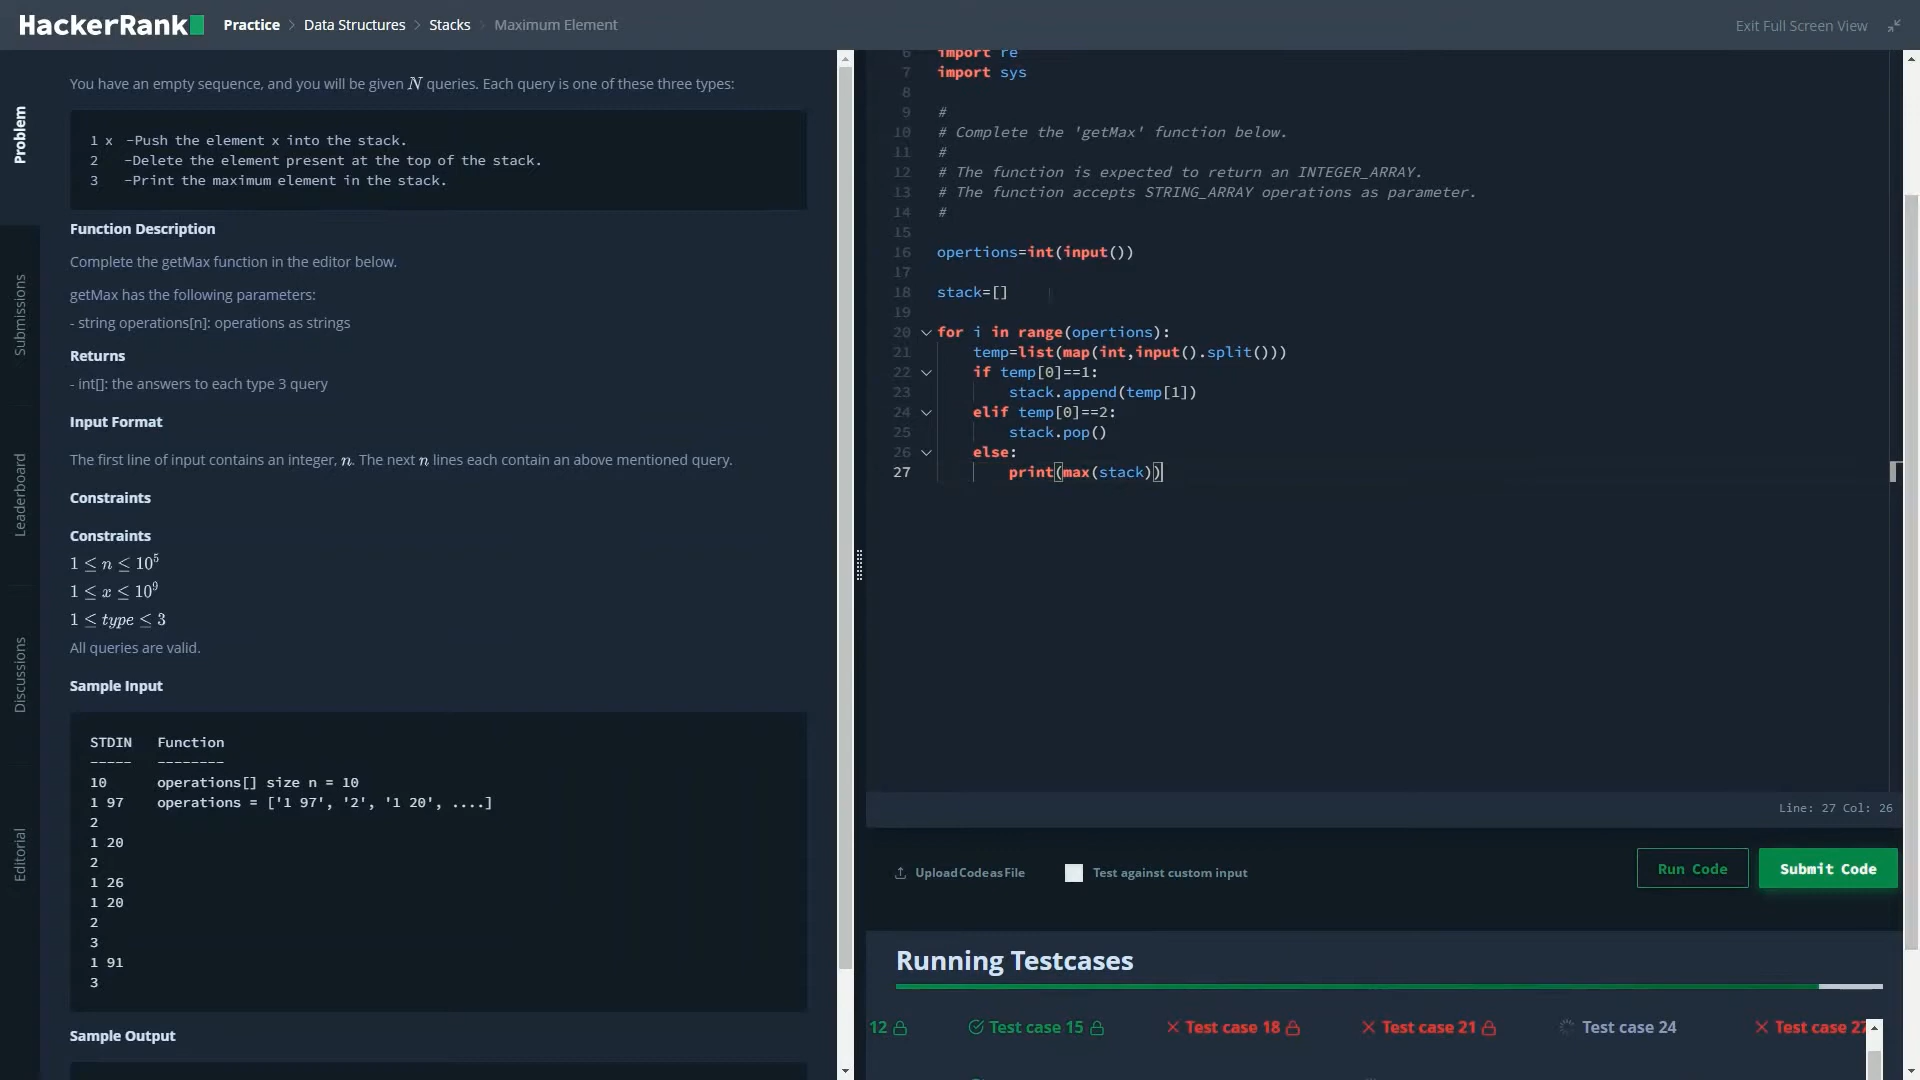 HackerRank
Practice > Data Structures > Stacks > Maximum Element
Exit Full Screen View
Problem
Submissions
Leaderboard
Discussions
Editorial
You have an empty sequence, and you will be given N queries. Each query is one of these three types:
1 x  -Push the element x into the stack.
2    -Delete the element present at the top of the stack.
3    -Print the maximum element in the stack.
Function Description
Complete the getMax function in the editor below.
getMax has the following parameters:
- string operations[n]: operations as strings
Returns
- int[]: the answers to each type 3 query
Input Format
The first line of input contains an integer, n. The next n lines each contain an above mentioned query.
Constraints
Constraints
1 ≤ n ≤ 10^5
1 ≤ x ≤ 10^9
1 ≤ type ≤ 3
All queries are valid.
Sample Input
STDIN   Function
-----   --------
10      operations[] size n = 10
1 97    operations = ['1 97', '2', '1 20', ....]
2
1 20
2
1 26
1 20
2
3
1 91
3
Sample Output
6 import re
7 import sys
8
9 #
10 # Complete the 'getMax' function below.
11 #
12 # The function is expected to return an INTEGER_ARRAY.
13 # The function accepts STRING_ARRAY operations as parameter.
14 #
15
16 opertions=int(input())
17
18 stack=[]
19
20 for i in range(opertions):
21     temp=list(map(int,input().split()))
22     if temp[0]==1:
23         stack.append(temp[1])
24     elif temp[0]==2:
25         stack.pop()
26     else:
27         print(max(stack))
Line: 27 Col: 26
Upload Code as File
Test against custom input
Run Code
Submit Code
Running Testcases
12
Test case 15
Test case 18
Test case 21
Test case 24
Test case 27